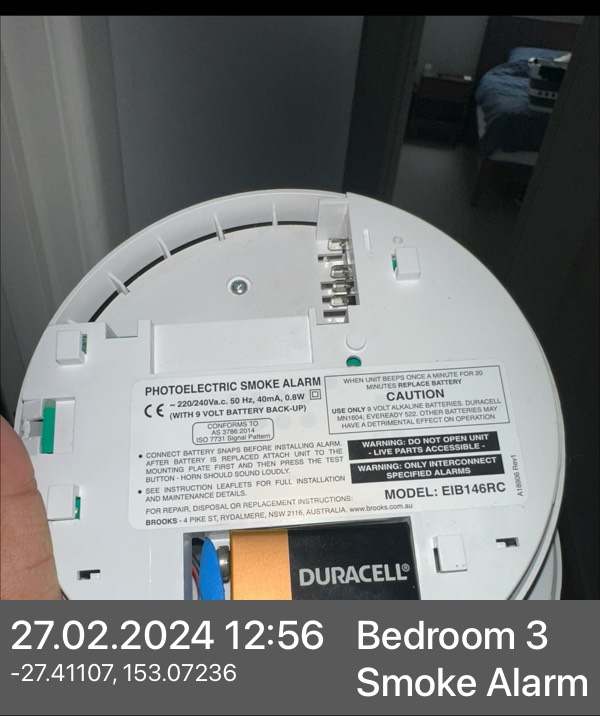 PHOTOELECTRIC SMOKE ALARM
CE ~ 220/240Va.c. 50 Hz, 40mA, 0.8W
(WITH 9 VOLT BATTERY BACK-UP)
CONFORMS TO
AS 3786:2014
ISO 7731 Signal Pattern
• CONNECT BATTERY SNAPS BEFORE INSTALLING ALARM.
AFTER BATTERY IS REPLACED ATTACH UNIT TO THE
MOUNTING PLATE FIRST AND THEN PRESS THE TEST
BUTTON - HORN SHOULD SOUND LOUDLY.
• SEE INSTRUCTION LEAFLETS FOR FULL INSTALLATION
AND MAINTENANCE DETAILS.
FOR REPAIR, DISPOSAL OR REPLACEMENT INSTRUCTIONS:
BROOKS - 4 PIKE ST, RYDALMERE, NSW 2116, AUSTRALIA. www.brooks.com.au
WHEN UNIT BEEPS ONCE A MINUTE FOR 20
MINUTES REPLACE BATTERY
CAUTION
USE ONLY 9 VOLT ALKALINE BATTERIES. DURACELL
MN1604; EVEREADY 522. OTHER BATTERIES MAY
HAVE A DETRIMENTAL EFFECT ON OPERATION
WARNING: DO NOT OPEN UNIT
- LIVE PARTS ACCESSIBLE -
WARNING: ONLY INTERCONNECT
SPECIFIED ALARMS
MODEL: EIB146RC
A18906 Rev1
DURACELL®
27.02.2024 12:56
-27.41107, 153.07236
Bedroom 3
Smoke Alarm